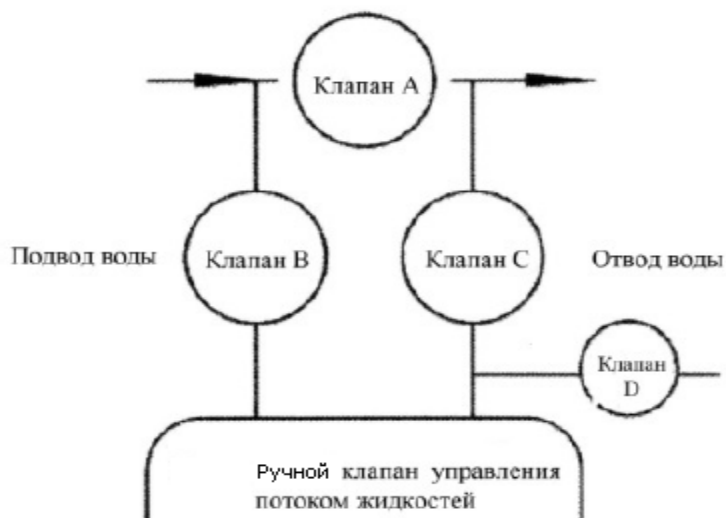 Клапан A
Подвод воды
Клапан B
Клапан C
Отвод воды
Клапан
D
Ручной клапан управления
потоком жидкостей